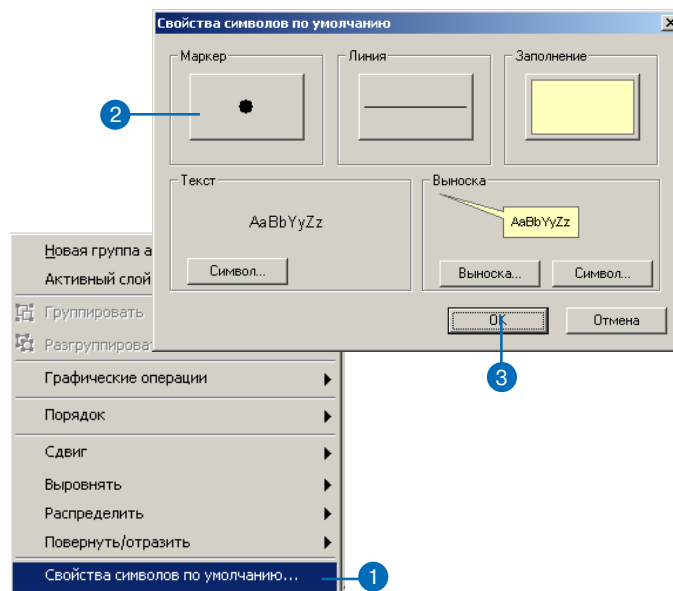 Свойства символов по умолчанию
Маркер
Линия
Заполнение
2
Текст
AaBbYyZz
Символ...
Выноска
AaBbYyZz
Выноска...
Символ...
OK
Отмена
3
Новая группа а
Активный слой
Группировать
Разгруппироват
Графические операции
Порядок
Сдвиг
Выровнять
Распределить
Повернуть/отразить
Свойства символов по умолчанию...
1